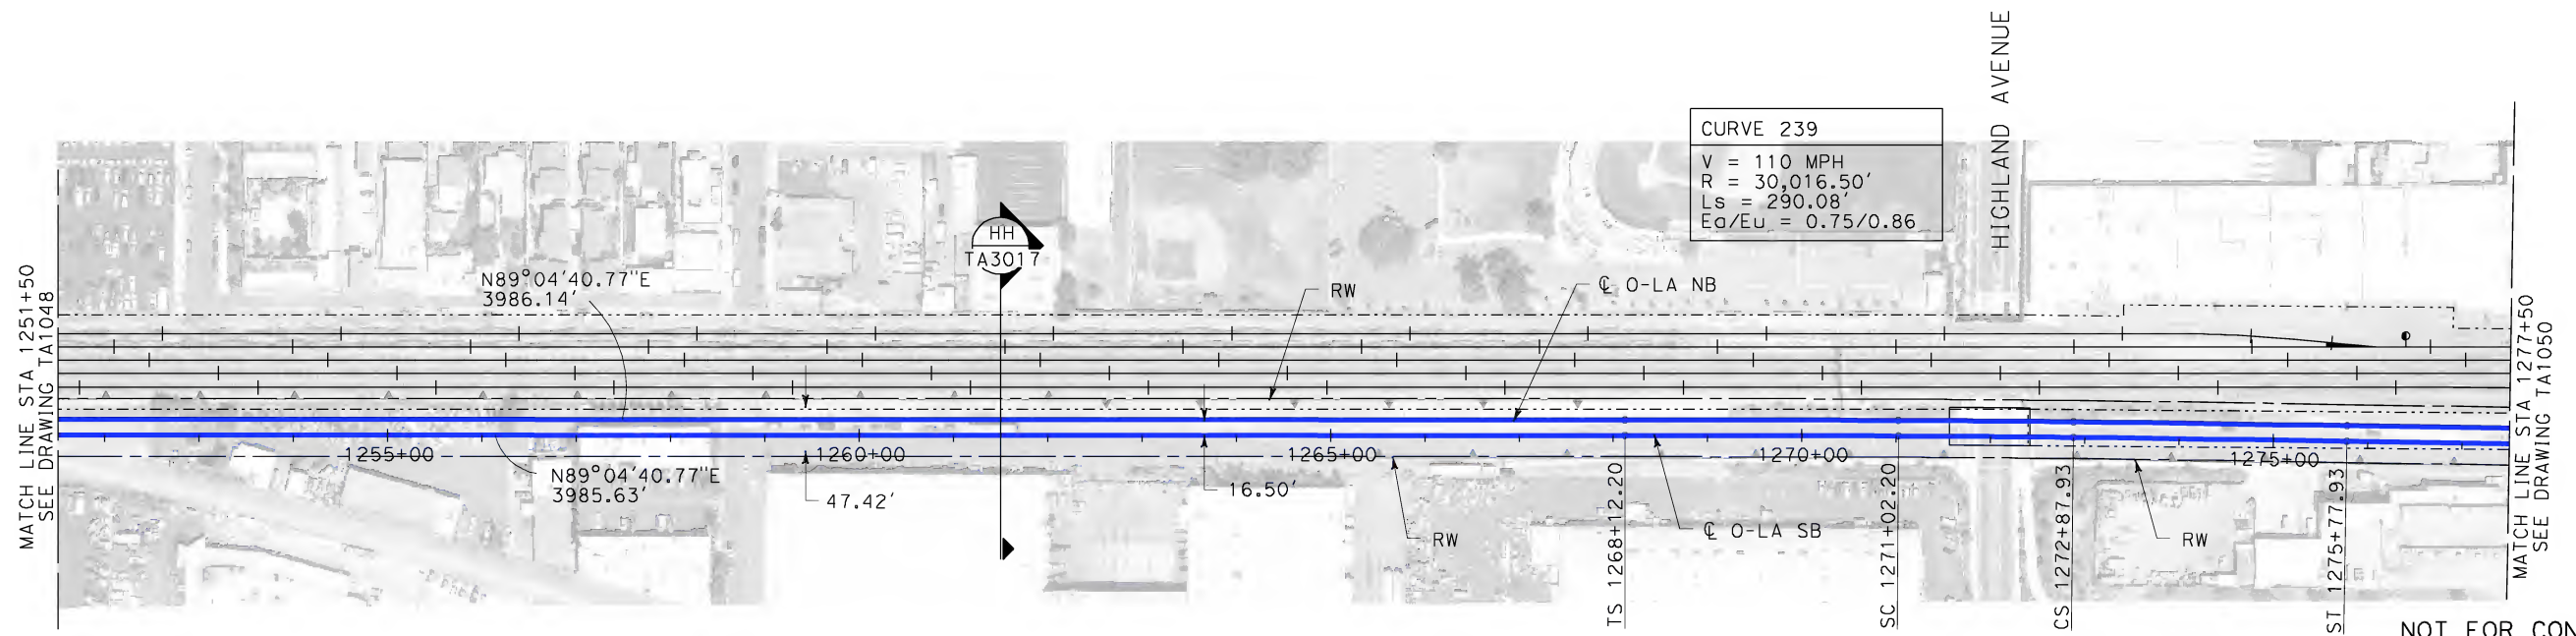 MATCH LINE STA 1251+50
SEE DRAWING TA1048
N89°04'40.77"E
3986.14'
HH
TA3017
RW
℄ O-LA NB
CURVE 239
V = 110 MPH
R = 30,016.50'
Ls = 290.08'
Ea/Eu = 0.75/0.86
HIGHLAND AVENUE
1255+00
1260+00
1265+00
1270+00
1275+00
N89°04'40.77"E
3985.63'
47.42'
16.50'
RW
TS 1268+12.20
℄ O-LA SB
SC 1271+02.20
CS 1272+87.93
RW
ST 1275+77.93
MATCH LINE STA 1277+50
SEE DRAWING TA1050
NOT FOR CON